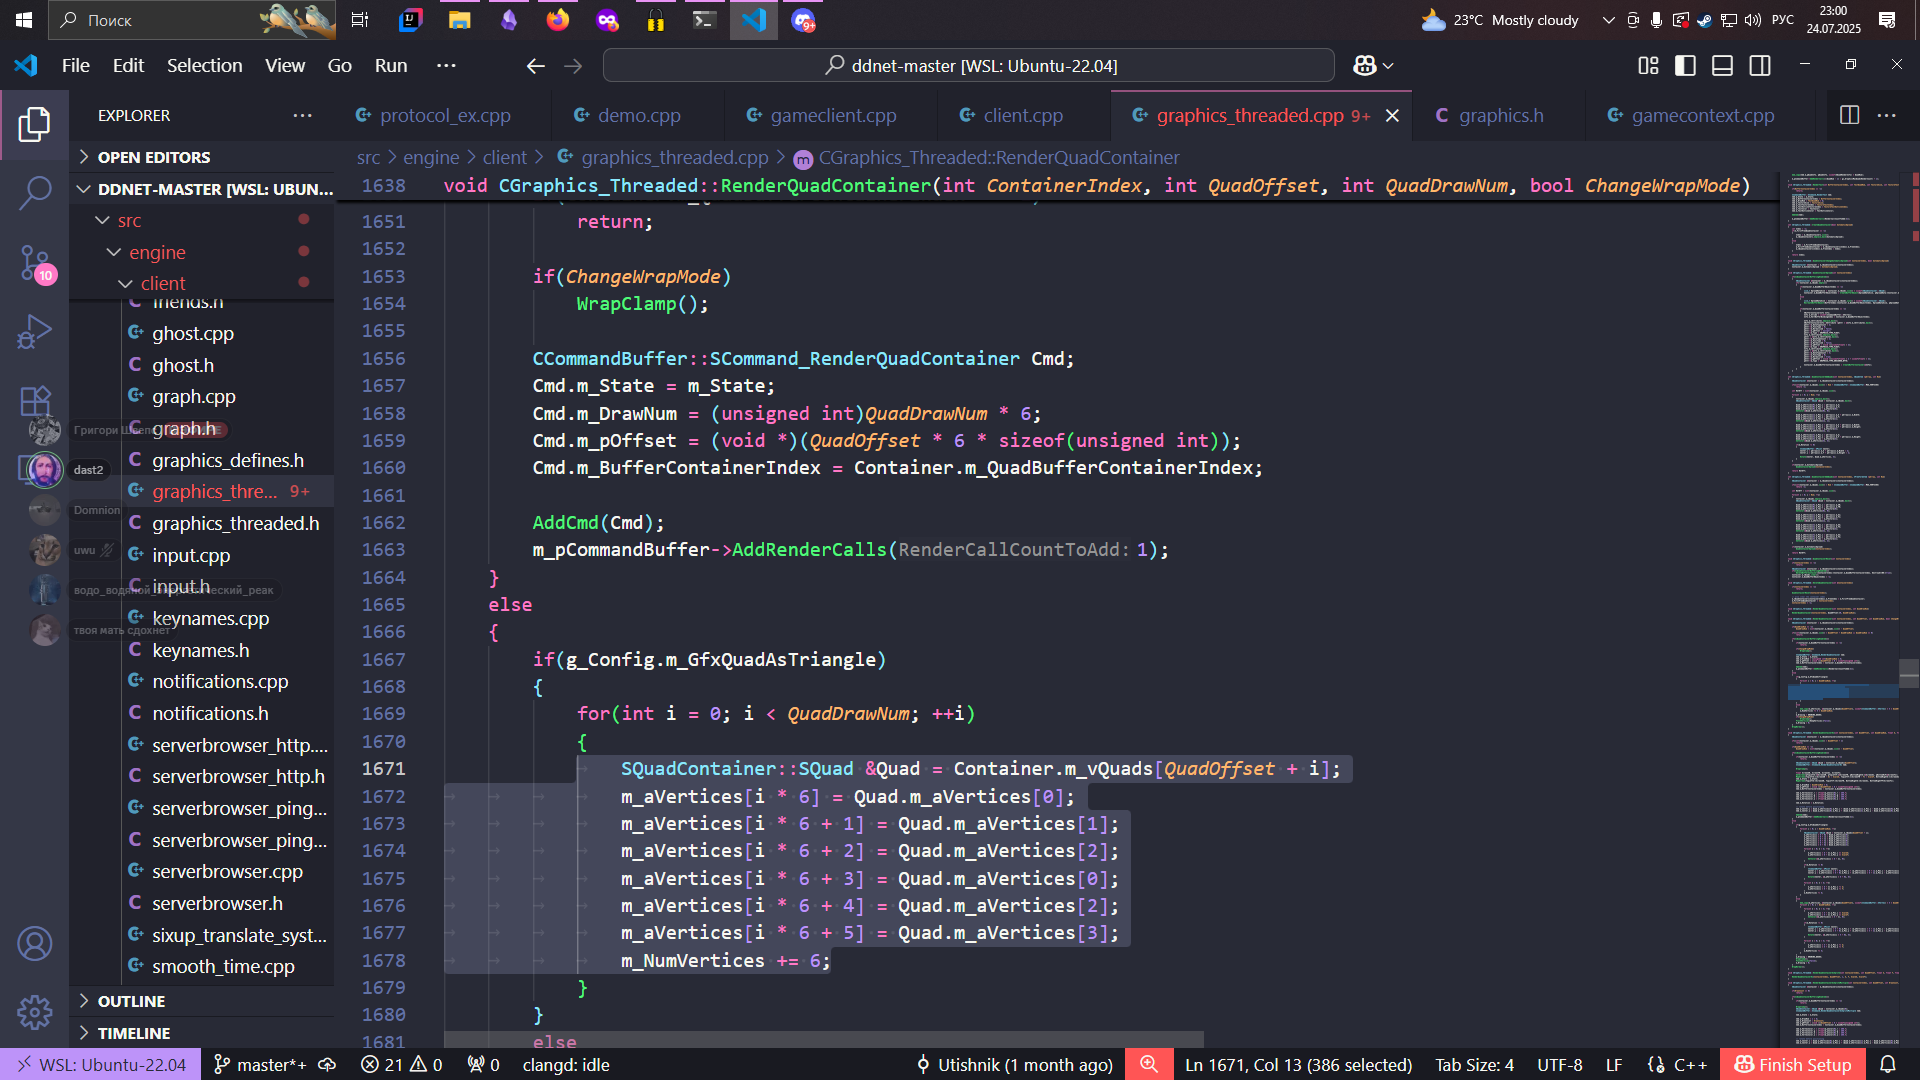 Поиск
23°C Mostly cloudy
РУС
23:00
24.07.2025
File Edit Selection View Go Run ···
ddnet-master [WSL: Ubuntu-22.04]
EXPLORER
protocol_ex.cpp
demo.cpp
gameclient.cpp
client.cpp
graphics_threaded.cpp 9+
graphics.h
gamecontext.cpp
OPEN EDITORS
DDNET-MASTER [WSL: UBUN...
src
engine
client
friends.h
ghost.cpp
ghost.h
graph.cpp
graph.h
graphics_defines.h
graphics_thre... 9+
graphics_threaded.h
input.cpp
input.h
keynames.cpp
keynames.h
notifications.cpp
notifications.h
serverbrowser_http....
serverbrowser_http.h
serverbrowser_ping...
serverbrowser_ping...
serverbrowser.cpp
serverbrowser.h
sixup_translate_syst...
smooth_time.cpp
OUTLINE
TIMELINE
10
dast2
Domnion
uwu
твоя мать сдохнет
src > engine > client > graphics_threaded.cpp > CGraphics_Threaded::RenderQuadContainer
1638 void CGraphics_Threaded::RenderQuadContainer(int ContainerIndex, int QuadOffset, int QuadDrawNum, bool ChangeWrapMode)
1651 return;
1652
1653 if(ChangeWrapMode)
1654 WrapClamp();
1655
1656 CCommandBuffer::SCommand_RenderQuadContainer Cmd;
1657 Cmd.m_State = m_State;
1658 Cmd.m_DrawNum = (unsigned int)QuadDrawNum * 6;
1659 Cmd.m_pOffset = (void *)(QuadOffset * 6 * sizeof(unsigned int));
1660 Cmd.m_BufferContainerIndex = Container.m_QuadBufferContainerIndex;
1661
1662 AddCmd(Cmd);
1663 m_pCommandBuffer->AddRenderCalls(RenderCallCountToAdd: 1);
1664 }
1665 else
1666 {
1667 if(g_Config.m_GfxQuadAsTriangle)
1668 {
1669 for(int i = 0; i < QuadDrawNum; ++i)
1670 {
1671 SQuadContainer::SQuad &Quad = Container.m_vQuads[QuadOffset + i];
1672 m_aVertices[i * 6] = Quad.m_aVertices[0];
1673 m_aVertices[i * 6 + 1] = Quad.m_aVertices[1];
1674 m_aVertices[i * 6 + 2] = Quad.m_aVertices[2];
1675 m_aVertices[i * 6 + 3] = Quad.m_aVertices[0];
1676 m_aVertices[i * 6 + 4] = Quad.m_aVertices[2];
1677 m_aVertices[i * 6 + 5] = Quad.m_aVertices[3];
1678 m_NumVertices += 6;
1679 }
1680 }
1681 else
WSL: Ubuntu-22.04 master*+ 21 0 0 clangd: idle Utishnik (1 month ago) Ln 1671, Col 13 (386 selected) Tab Size: 4 UTF-8 LF C++ Finish Setup